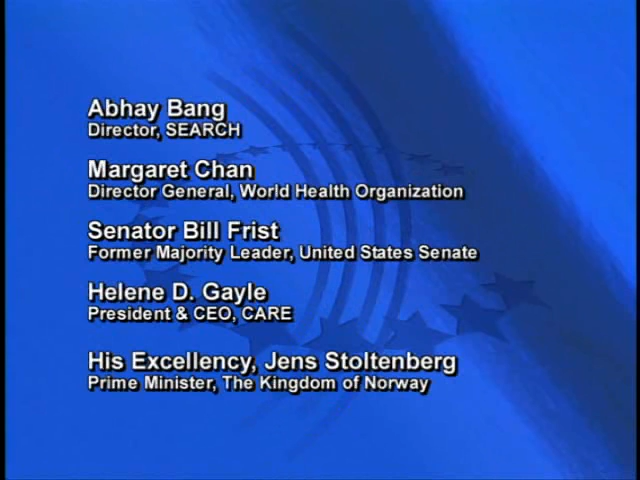 Abhay Bang
Director, SEARCH
Margaret Chan
Director General, World Health Organization
Senator Bill Frist
Former Majority Leader, United States Senate
Helene D. Gayle
President & CEO, CARE
His Excellency, Jens Stoltenberg
Prime Minister, The Kingdom of Norway